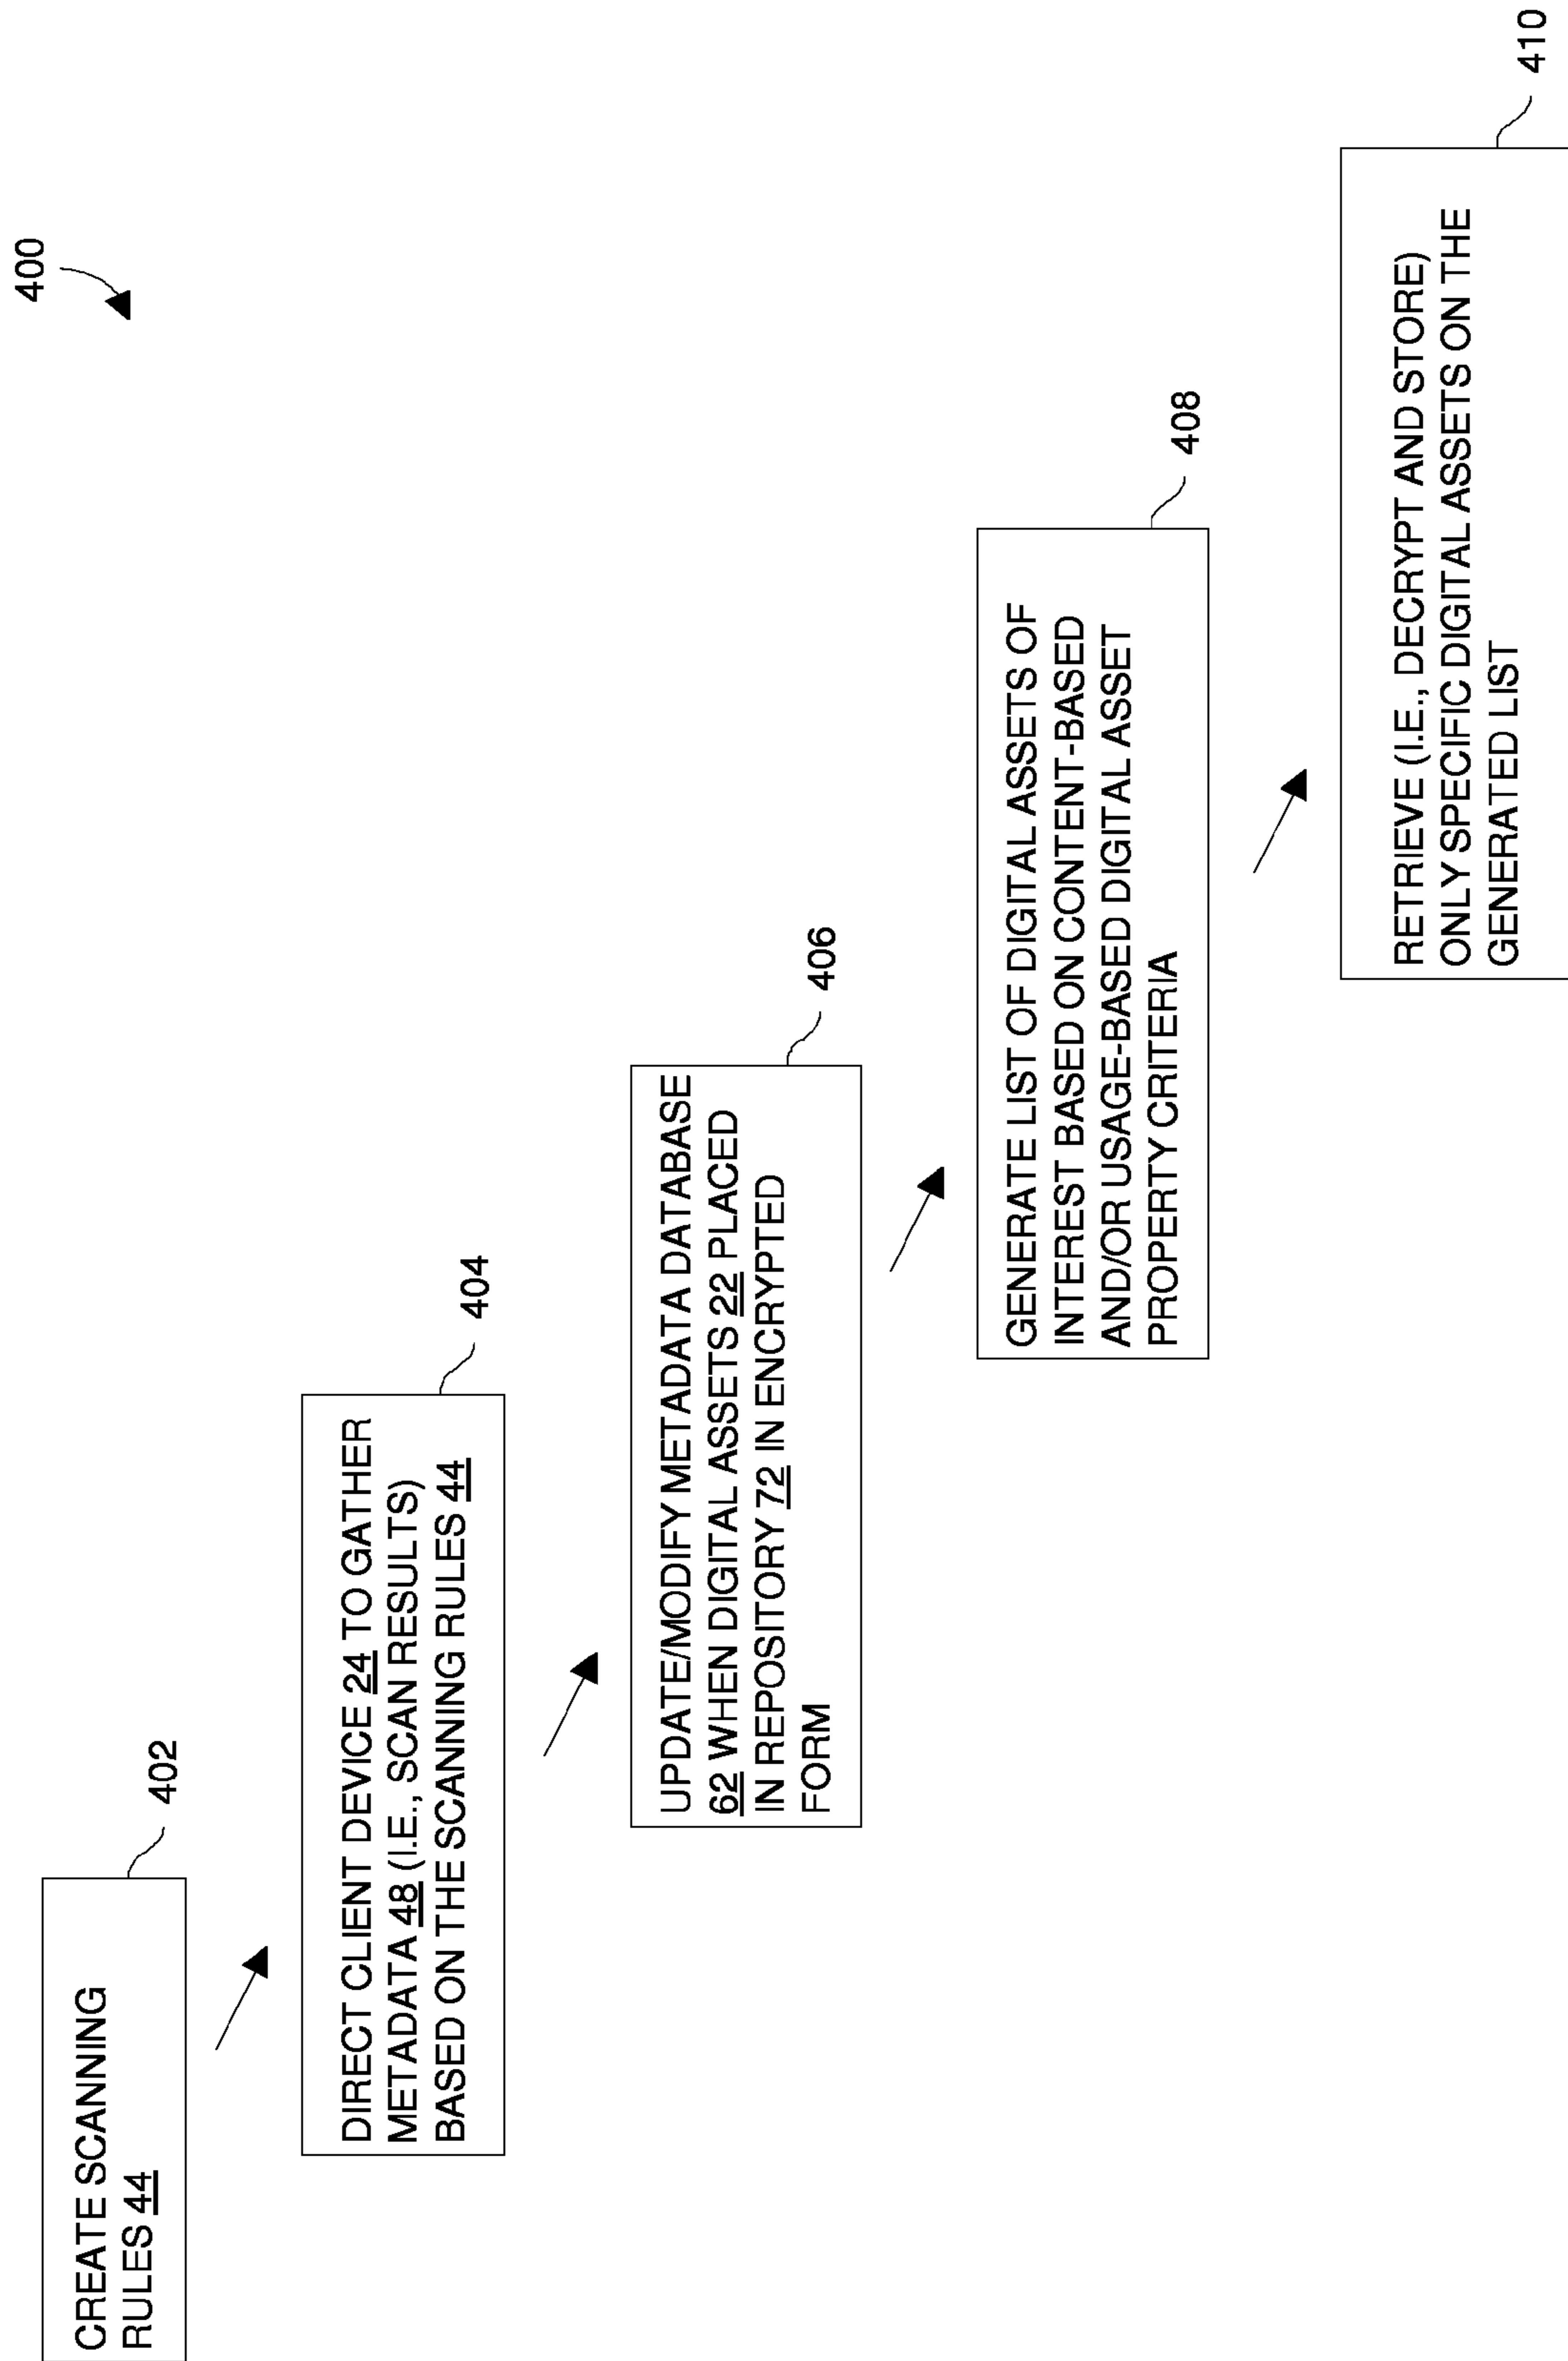 400
CREATE SCANNING
RULES 44
402
DIRECT CLIENT DEVICE 24 TO GATHER
METADATA 48 (I.E., SCAN RESULTS)
BASED ON THE SCANNING RULES 44
404
UPDATE/MODIFY METADATA DATABASE
62 WHEN DIGITAL ASSETS 22 PLACED
IN REPOSITORY 72 IN ENCRYPTED
FORM
406
GENERATE LIST OF DIGITAL ASSETS OF
INTEREST BASED ON CONTENT-BASED
AND/OR USAGE-BASED DIGITAL ASSET
PROPERTY CRITERIA
408
RETRIEVE (I.E., DECRYPT AND STORE)
ONLY SPECIFIC DIGITAL ASSETS ON THE
GENERATED LIST
410